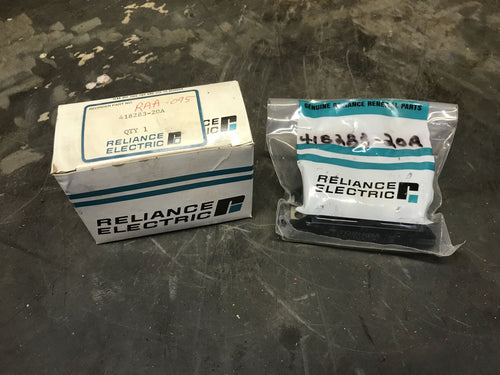 RAA-095
418283-20A
QTY 1
RELIANCE
ELECTRIC
RELIANCE
ELECTRIC
GENUINE RELIANCE RENEWAL PARTS
418283-20A
RELIANCE
ELECTRIC